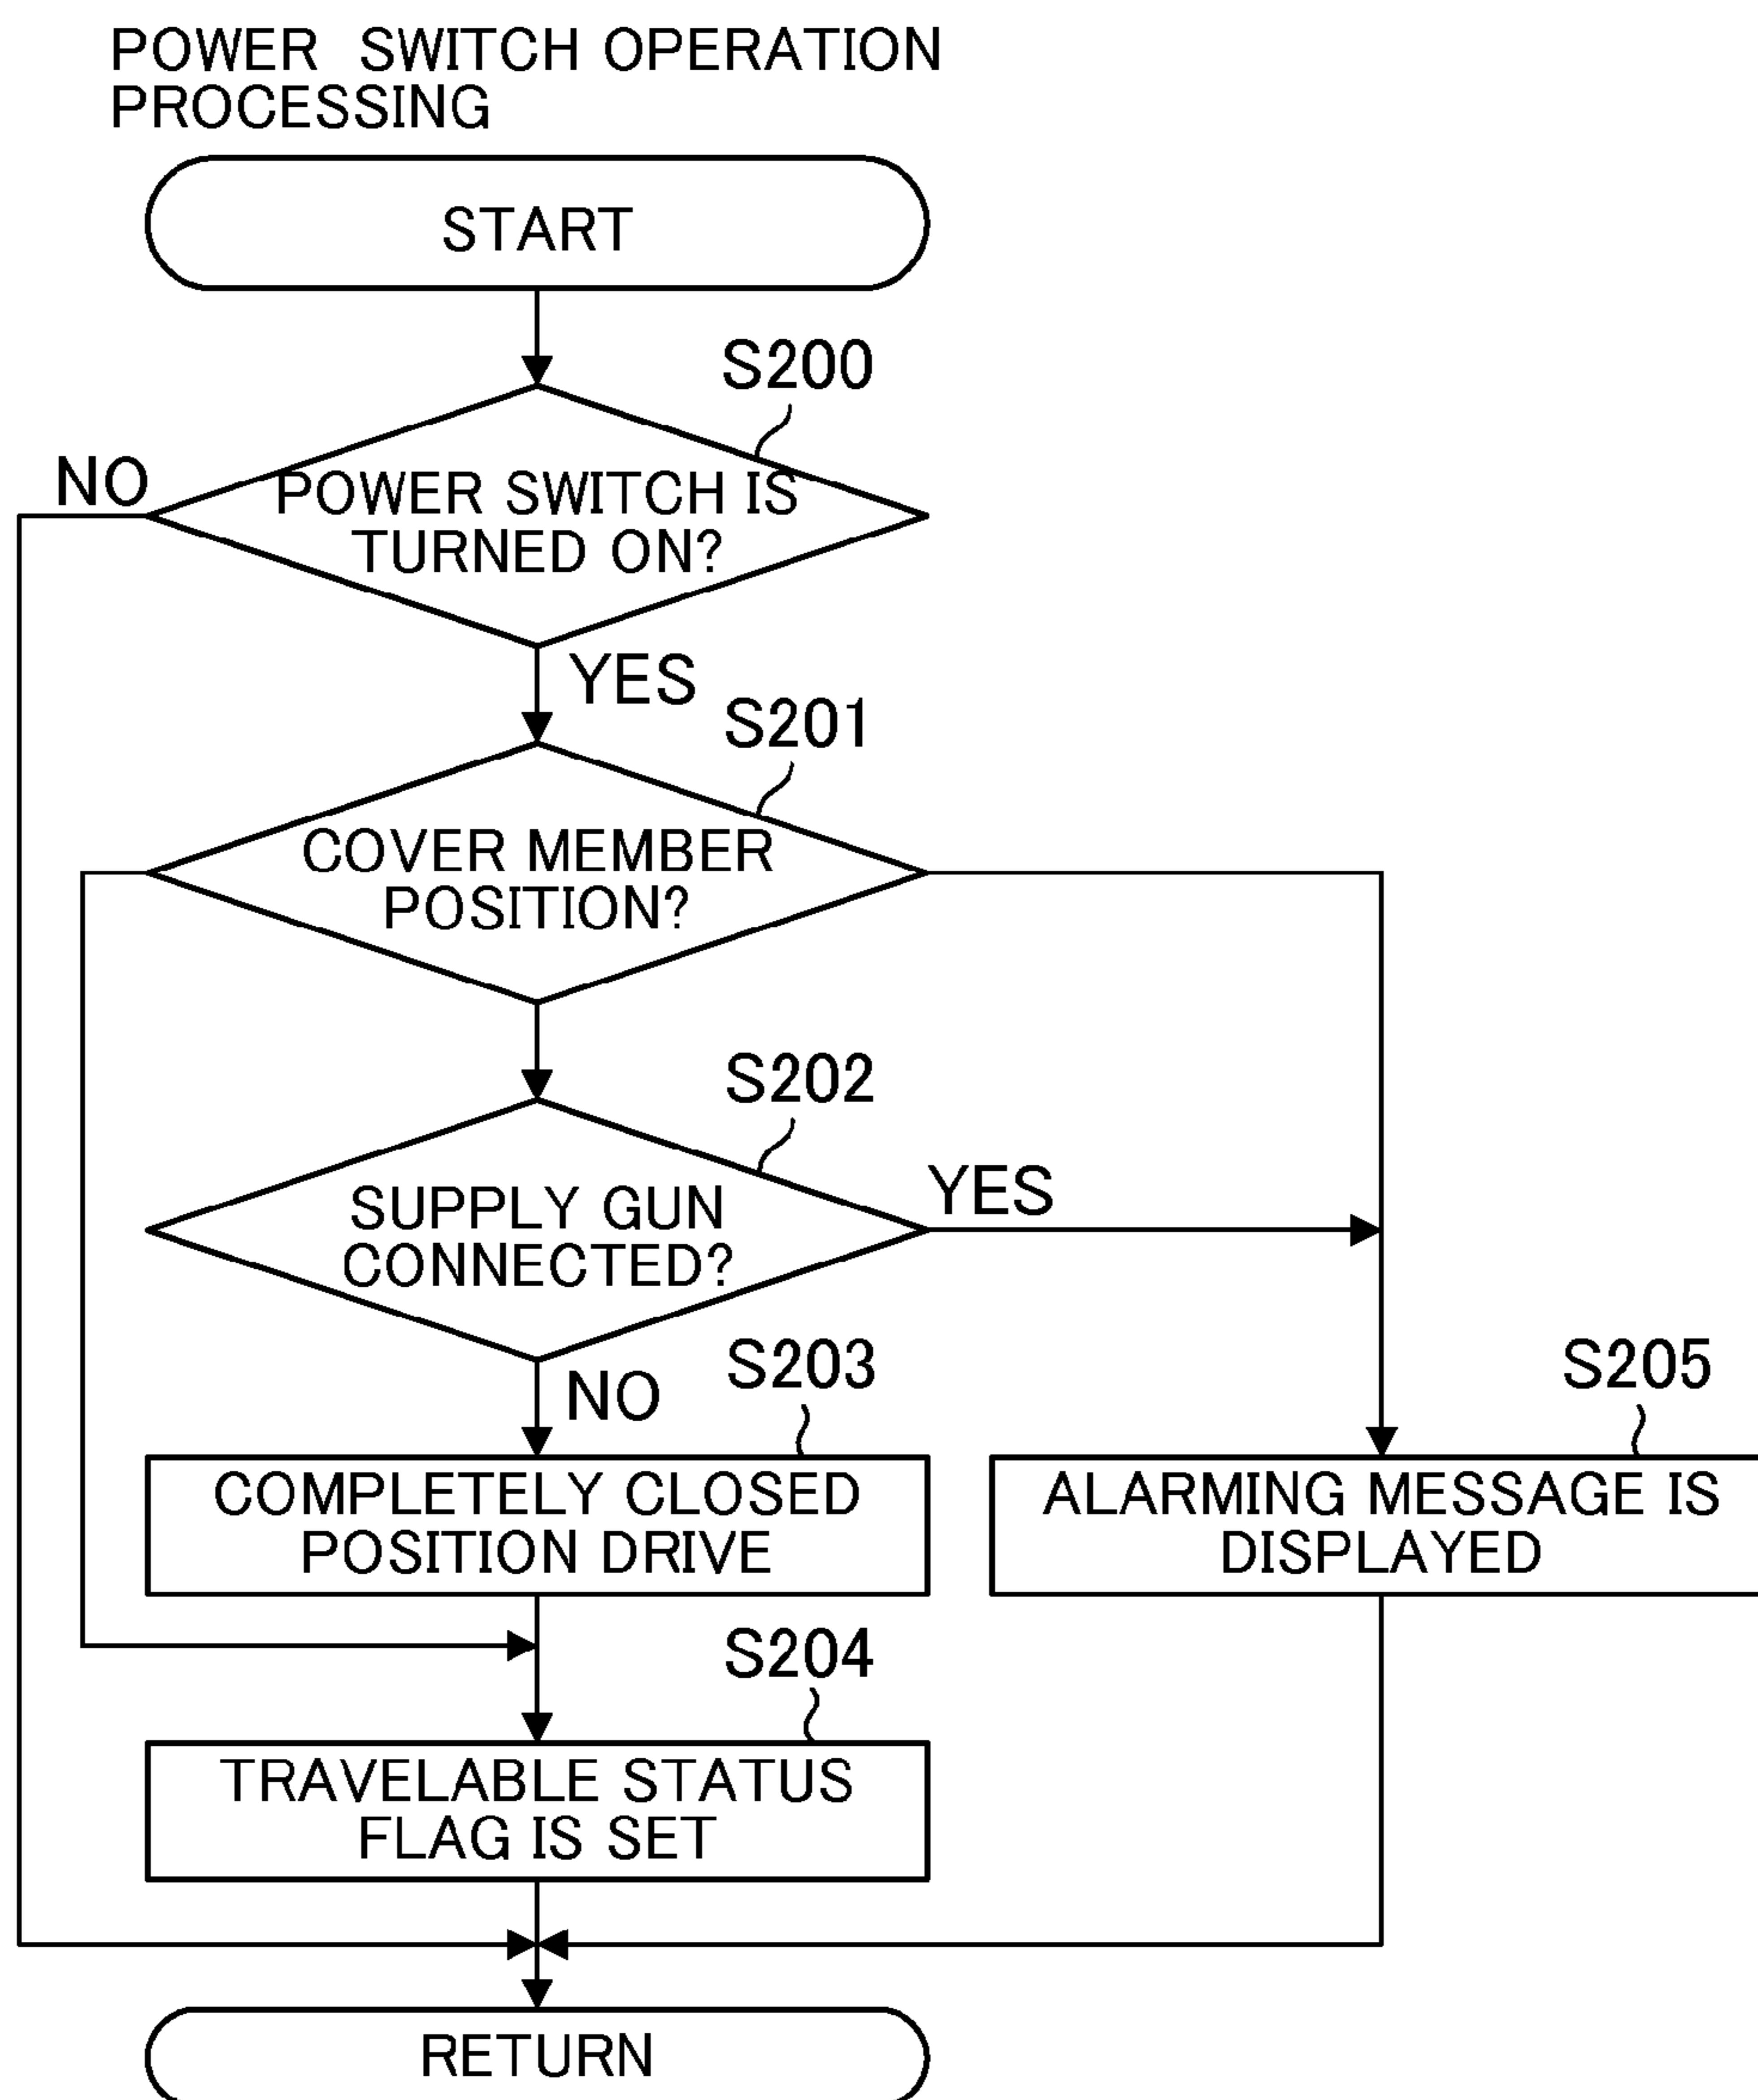 POWER SWITCH OPERATION
PROCESSING
START
S200
NO
POWER SWITCH IS
TURNED ON?
YES
S201
COVER MEMBER
POSITION?
S202
YES
SUPPLY GUN
CONNECTED?
NO
S203
S205
COMPLETELY CLOSED
POSITION DRIVE
ALARMING MESSAGE IS
DISPLAYED
S204
TRAVELABLE STATUS
FLAG IS SET
RETURN